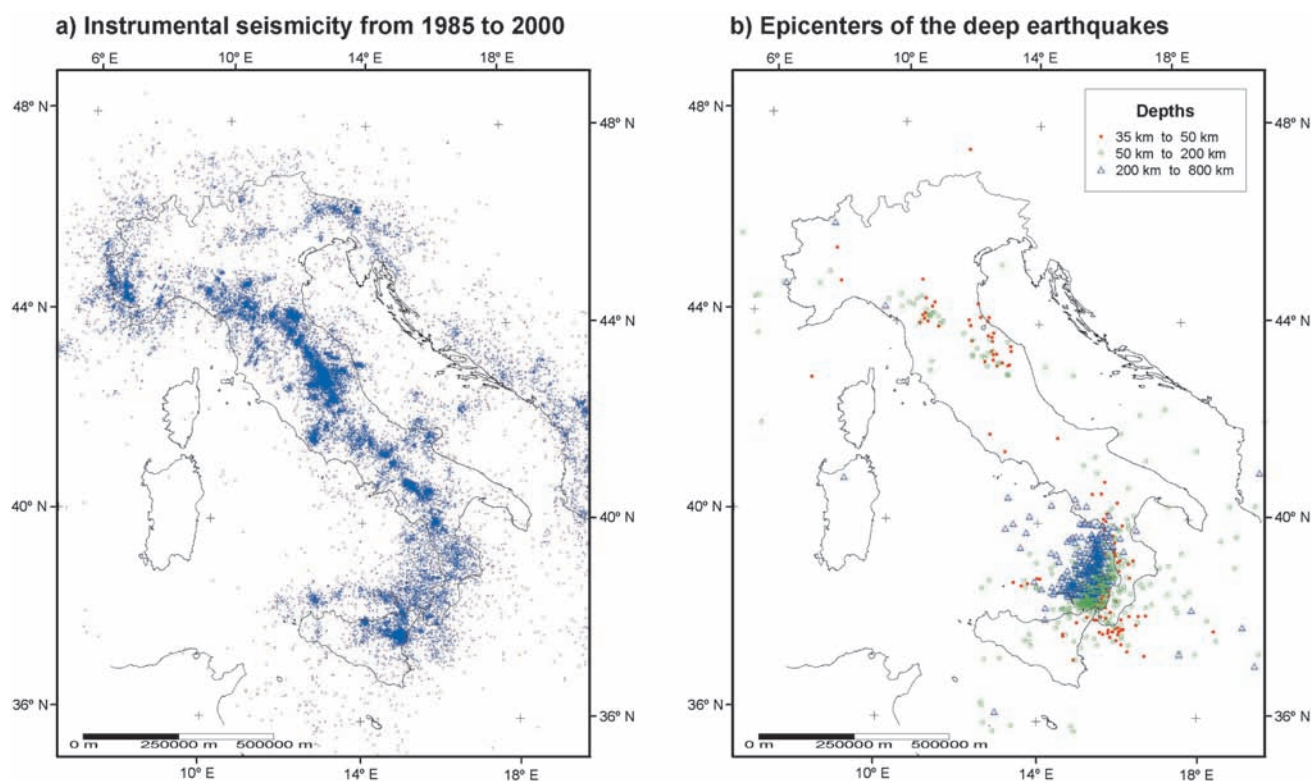 a) Instrumental seismicity from 1985 to 2000
6° E 10° E 14° E 18° E
48° N 48° N
44° N 44° N
40° N 40° N
36° N 36° N
0 m 250000 m 500000 m
10° E 14° E 18° E
b) Epicenters of the deep earthquakes
6° E 10° E 14° E 18° E
Depths
35 km to 50 km
50 km to 200 km
200 km to 800 km
48° N 48° N
44° N 44° N
40° N 40° N
36° N 36° N
0 m 250000 m 500000 m
10° E 14° E 18° E